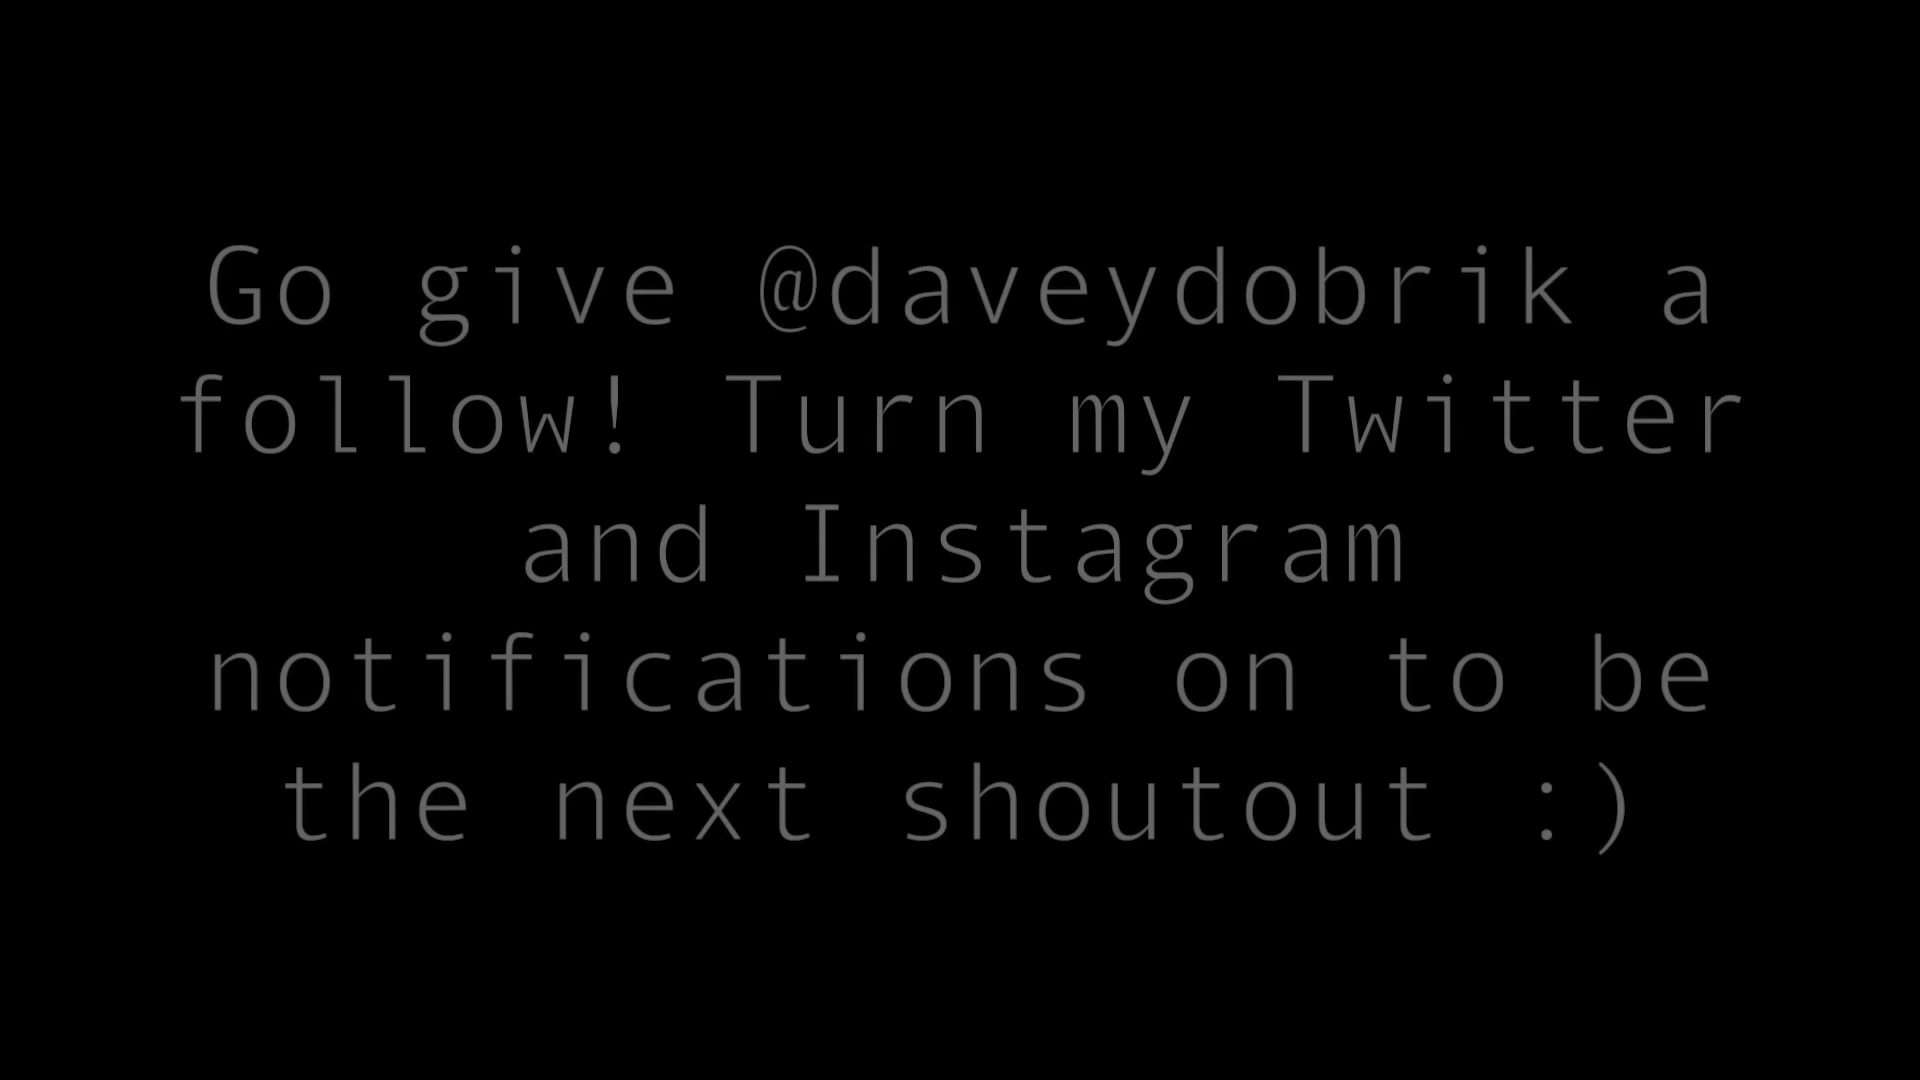 Go give @daveydobrik a
follow! Turn my Twitter
and Instagram
notifications on to be
the next shoutout :)